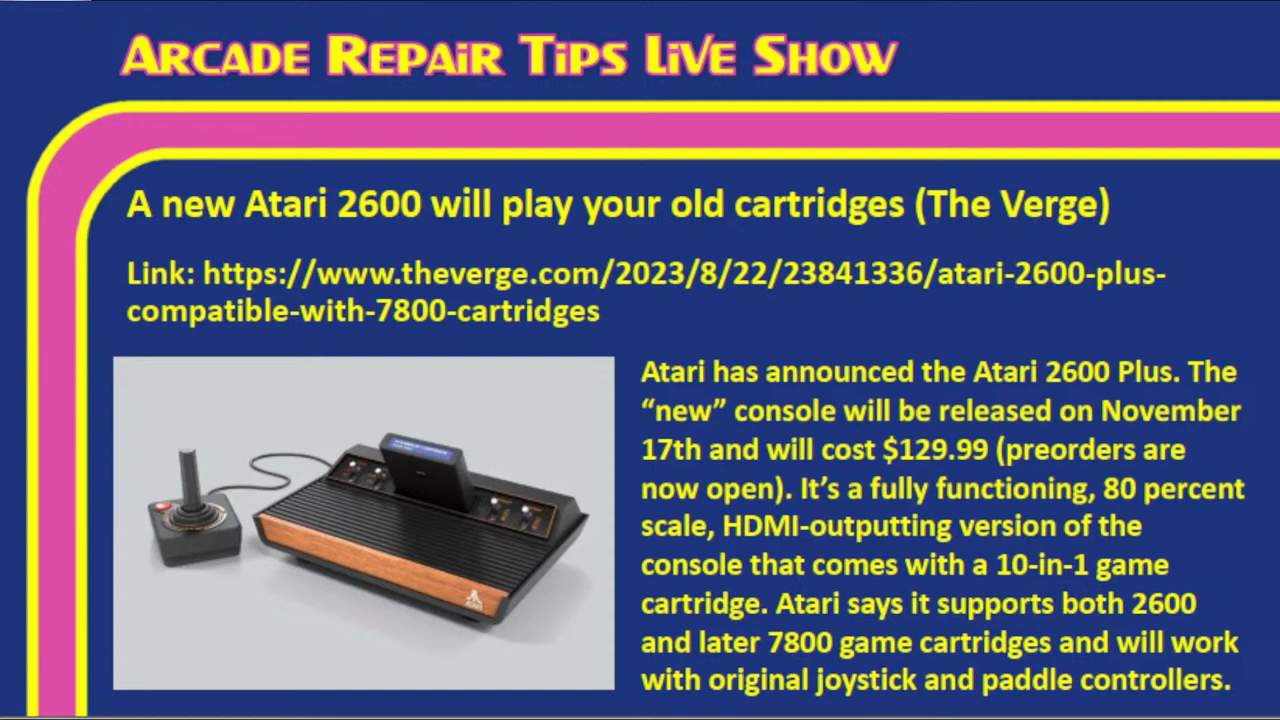 Arcade Repair Tips Live Show
A new Atari 2600 will play your old cartridges (The Verge)
Link: https://www.theverge.com/2023/8/22/23841336/atari-2600-plus-
compatible-with-7800-cartridges
Atari has announced the Atari 2600 Plus. The
“new” console will be released on November
17th and will cost $129.99 (preorders are
now open). It’s a fully functioning, 80 percent
scale, HDMI-outputting version of the
console that comes with a 10-in-1 game
cartridge. Atari says it supports both 2600
and later 7800 game cartridges and will work
with original joystick and paddle controllers.